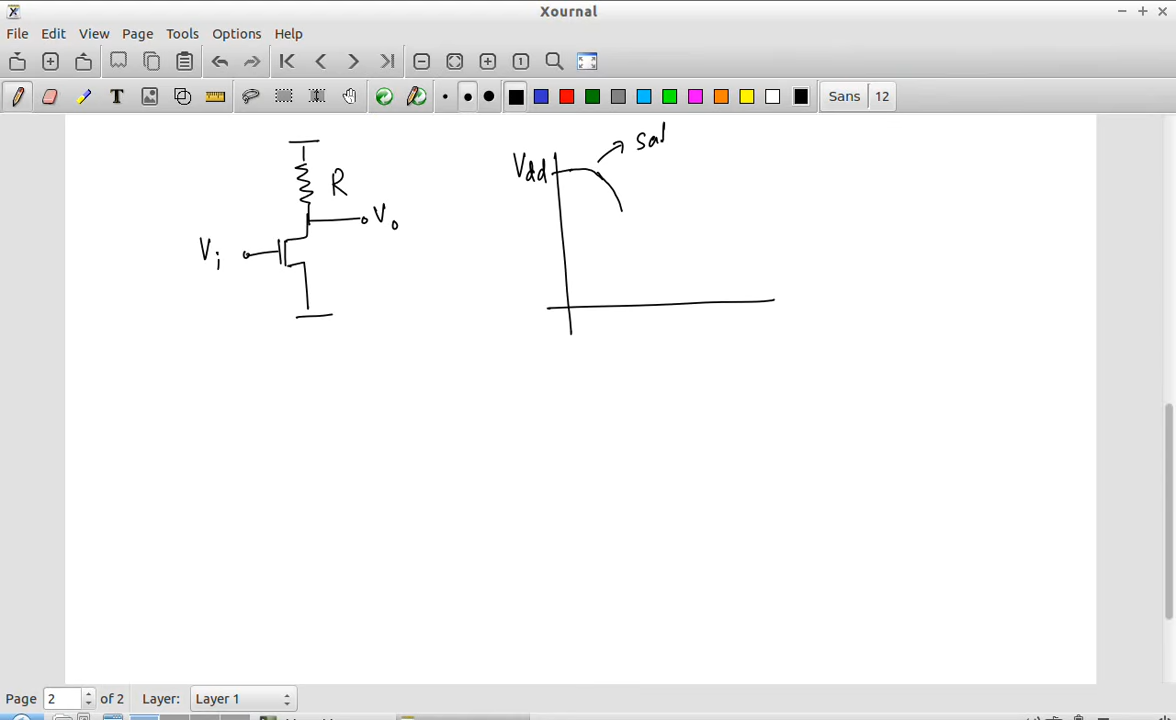 Xournal
File Edit View Page Tools Options Help
Sans 12
R
V₀
Vᵢ
Vdd
sat
Page 2 of 2 Layer: Layer 1